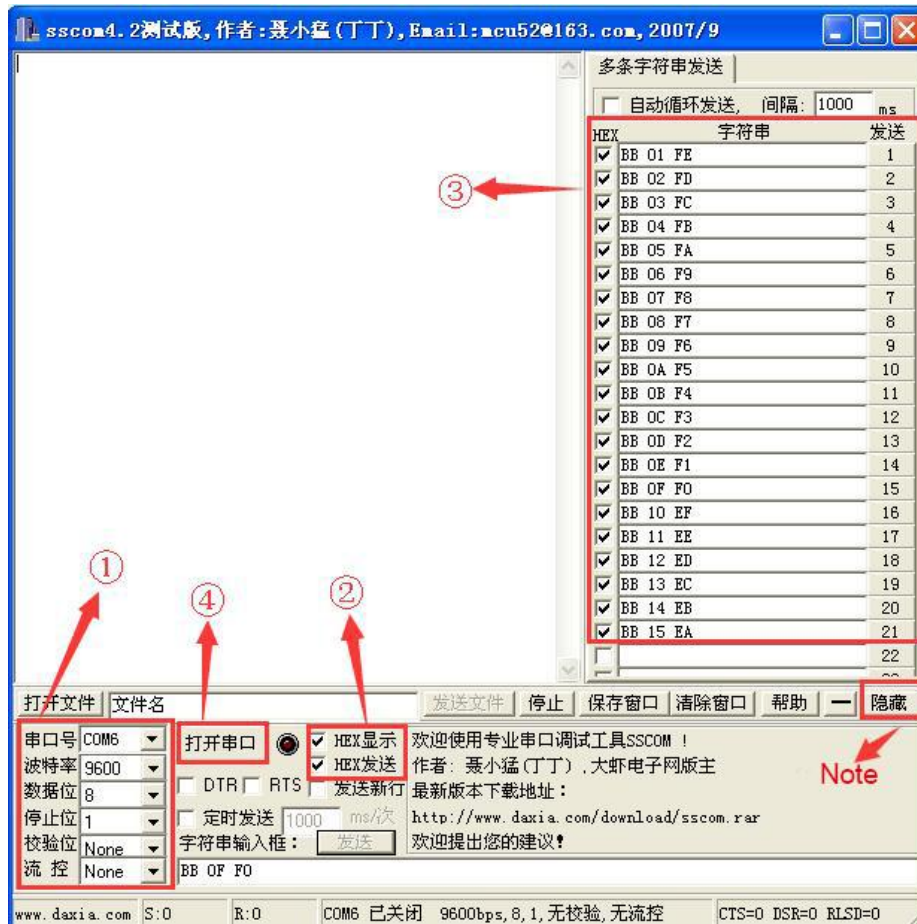 sscom4.2测试版,作者:聂小猛(丁丁),Email:mcu52@163.com,2007/9
多条字符串发送
自动循环发送, 间隔: 1000 ms
HEX 字符串 发送
BB 01 FE 1
BB 02 FD 2
③
BB 03 FC 3
BB 04 FB 4
BB 05 FA 5
BB 06 F9 6
BB 07 F8 7
BB 08 F7 8
BB 09 F6 9
BB 0A F5 10
BB 0B F4 11
BB 0C F3 12
BB 0D F2 13
BB 0E F1 14
BB 0F F0 15
BB 10 EF 16
BB 11 EE 17
BB 12 ED 18
BB 13 EC 19
BB 14 EB 20
BB 15 EA 21
22
①
④
②
打开文件 文件名 发送文件 停止 保存窗口 清除窗口 帮助 一 隐藏
Note
串口号 COM6
波特率 9600
数据位 8
停止位 1
校验位 None
流 控 None
打开串口
HEX显示
HEX发送
DTR RTS 发送新行
定时发送 1000 ms/次
字符串输入框: 发送
BB 0F F0
欢迎使用专业串口调试工具SSCOM !
作者: 聂小猛(丁丁),大虾电子网版主
最新版本下载地址:
http://www.daxia.com/download/sscom.rar
欢迎提出您的建议!
www.daxia.com S:0 R:0 COM6 已关闭 9600bps,8,1,无校验,无流控 CTS=0 DSR=0 RLSD=0